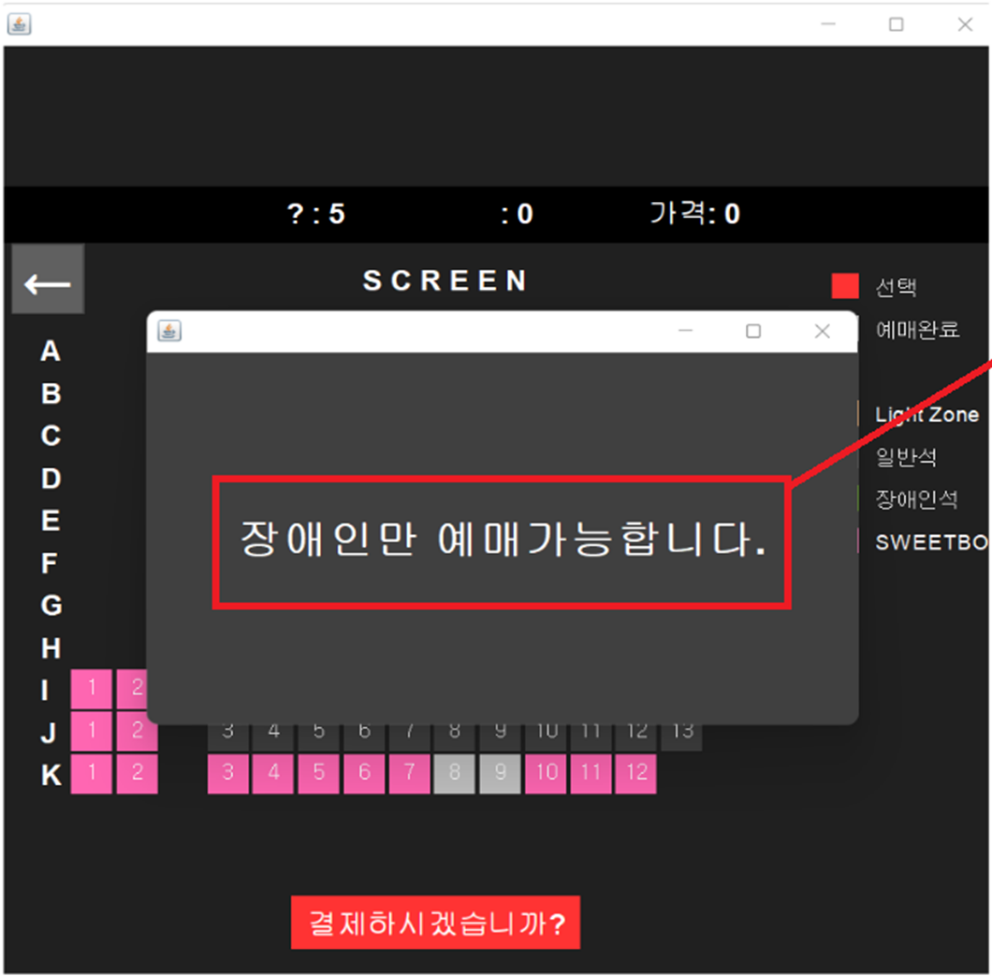 ? : 5 : 0 가격: 0
←
SCREEN
선택
예매완료
Light Zone
일반석
장애인석
SWEETBO
장애인만 예매가능합니다.
A
B
C
D
E
F
G
H
I 1 2
J 1 2 3 4 5 6 7 8 9 10 11 12 13
K 1 2 3 4 5 6 7 8 9 10 11 12
결제하시겠습니까?